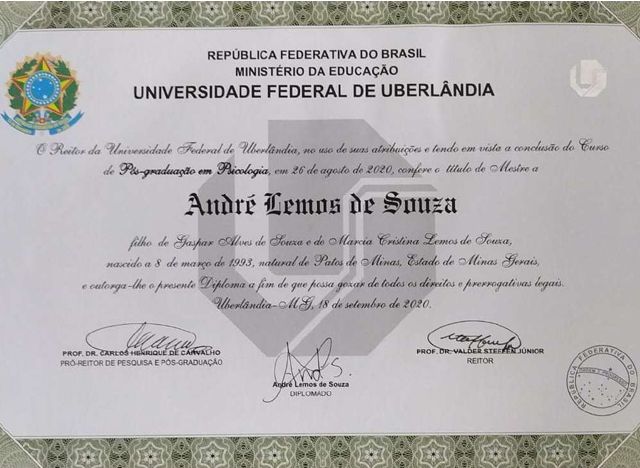 REPÚBLICA FEDERATIVA DO BRASIL
MINISTÉRIO DA EDUCAÇÃO
UNIVERSIDADE FEDERAL DE UBERLÂNDIA
O Reitor da Universidade Federal de Uberlândia, no uso de suas atribuições e tendo em vista a conclusão do Curso
de Pós-graduação em Psicologia, em 26 de agosto de 2020, confere o título de Mestre a
André Lemos de Souza
filho de Gaspar Alves de Souza e de Marcia Cristina Lemos de Souza,
nascido a 8 de março de 1993, natural de Patos de Minas, Estado de Minas Gerais,
e outorga-lhe o presente Diploma a fim de que possa gozar de todos os direitos e prerrogativas legais.
Uberlândia-MG, 18 de setembro de 2020.
PROF. DR. CARLOS HENRIQUE DE CARVALHO
PRÓ-REITOR DE PESQUISA E PÓS-GRADUAÇÃO
PROF. DR. VALDER STEFFEN JÚNIOR
REITOR
André Lemos de Souza
DIPLOMADO
REPÚBLICA FEDERATIVA DO BRASIL